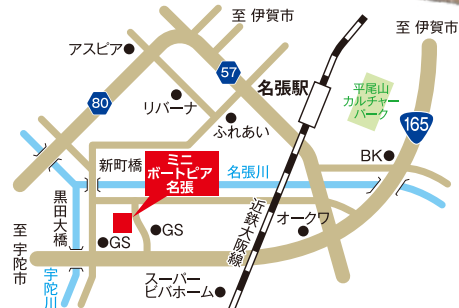 至 伊賀市
至 伊賀市
アスピア
57
名張駅
平尾山
カルチャー
パーク
80
リバーナ
165
ふれあい
BK
新町橋
ミニ
ボートピア
名張
名張川
黒田大橋
近鉄大阪線
オークワ
GS
GS
至 宇陀市
宇陀川
スーパー
ビバホーム